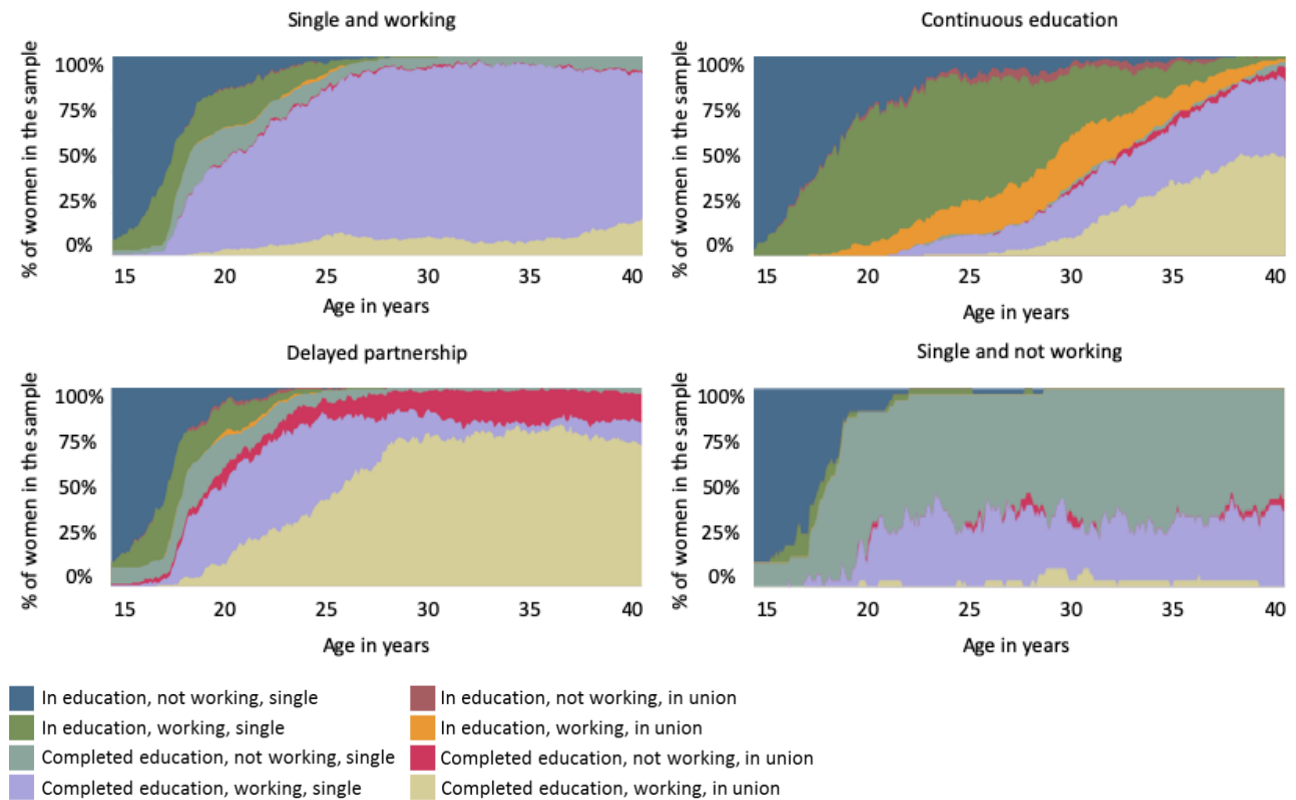 Single and working
% of women in the sample
100%
75%
50%
25%
0%
15 20 25 30 35 40
Age in years
Continuous education
% of women in the sample
100%
75%
50%
25%
0%
15 20 25 30 35 40
Age in years
Delayed partnership
% of women in the sample
100%
75%
50%
25%
0%
15 20 25 30 35 40
Age in years
Single and not working
% of women in the sample
100%
75%
50%
25%
0%
15 20 25 30 35 40
Age in years
In education, not working, single
In education, working, single
Completed education, not working, single
Completed education, working, single
In education, not working, in union
In education, working, in union
Completed education, not working, in union
Completed education, working, in union